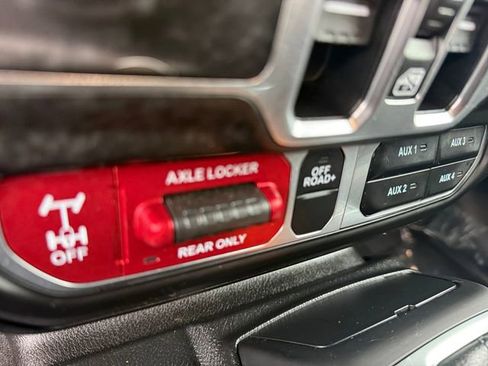 AXLE LOCKER
REAR ONLY
OFF
OFF
ROAD+
AUX 1
AUX 2
AUX 3
AUX 4